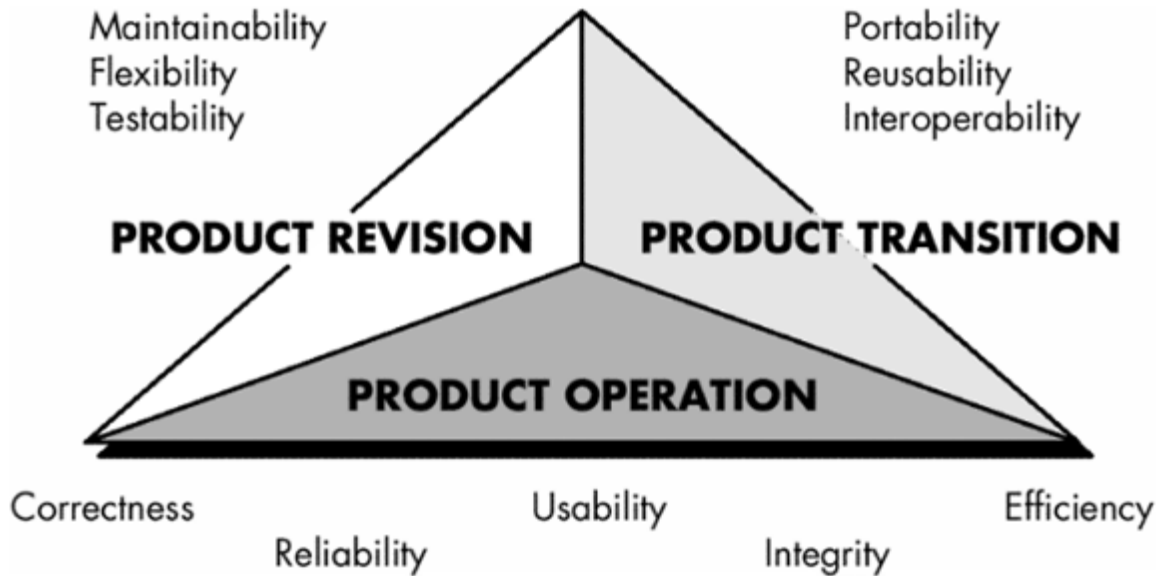 Maintainability
Flexibility
Testability
Portability
Reusability
Interoperability
PRODUCT REVISION
PRODUCT TRANSITION
PRODUCT OPERATION
Correctness
Usability
Efficiency
Reliability
Integrity